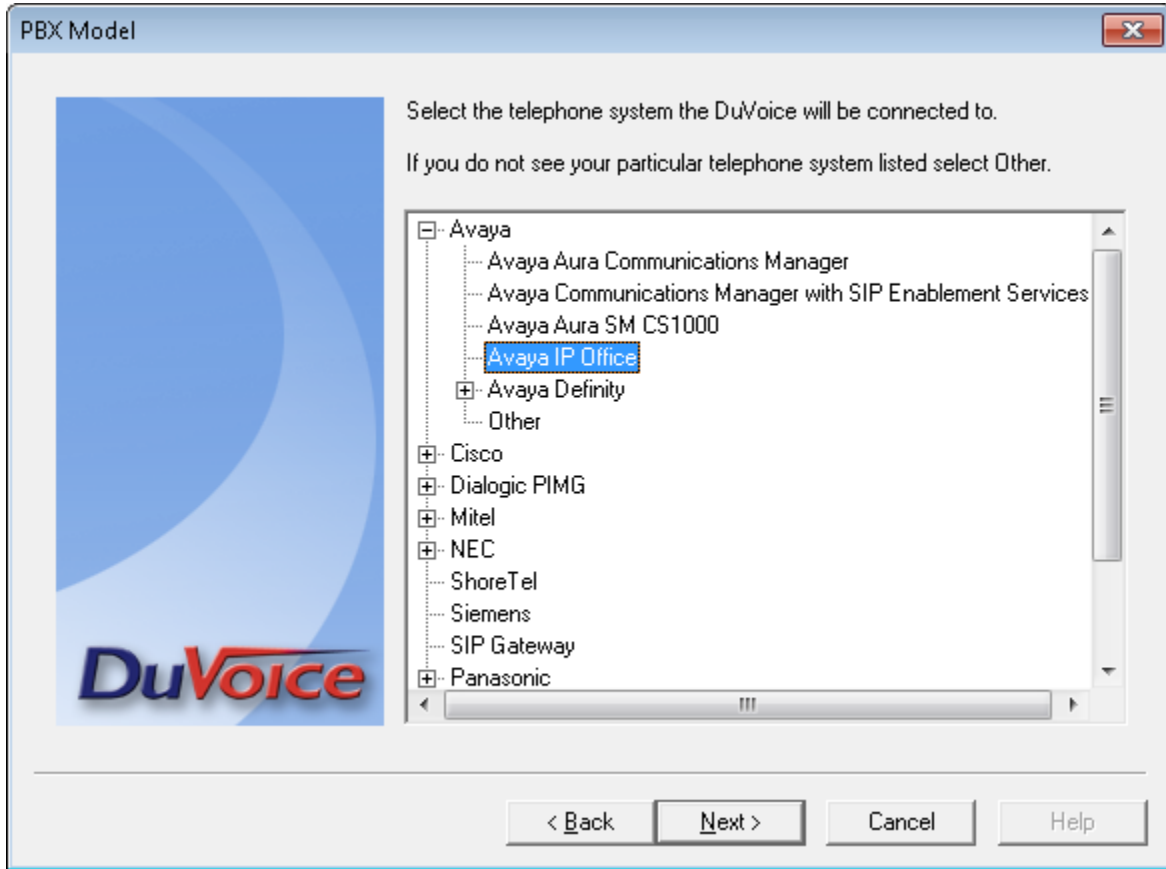 PBX Model
Select the telephone system the DuVoice will be connected to.
If you do not see your particular telephone system listed select Other.
Avaya
Avaya Aura Communications Manager
Avaya Communications Manager with SIP Enablement Services
Avaya Aura SM CS1000
Avaya IP Office
Avaya Definity
Other
Cisco
Dialogic PIMG
Mitel
NEC
ShoreTel
Siemens
SIP Gateway
Panasonic
DuVoice
< Back Next > Cancel Help